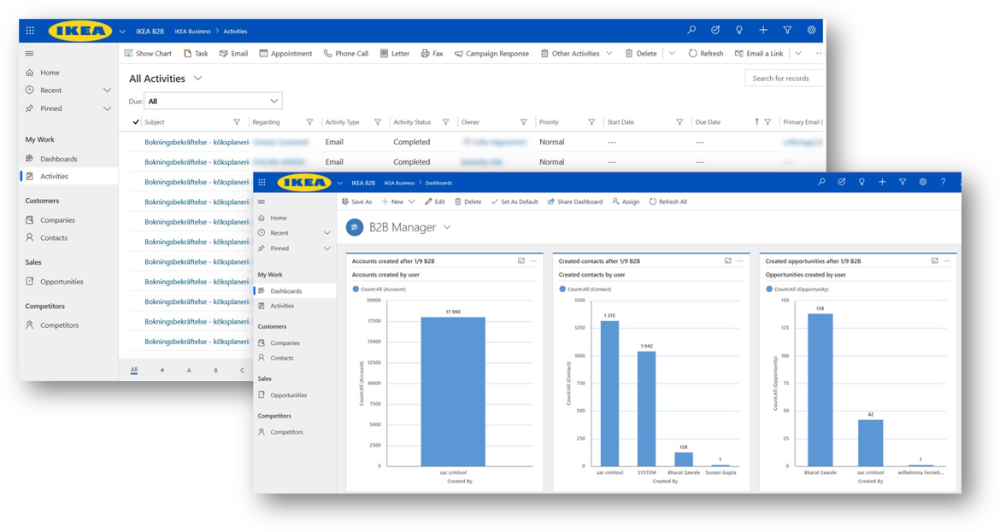 IKEA IKEA B2B IKEA Business > Activities
Show Chart Task Email Appointment Phone Call Letter Fax Campaign Response Other Activities Delete Refresh Email a Link
Home
Recent
Pinned
My Work
Dashboards
Activities
Customers
Companies
Contacts
Sales
Opportunities
Competitors
Competitors
All Activities
Search for records
Due: All
Subject Regarding Activity Type Activity Status Owner Priority Start Date Due Date Primary Email (
Bokningsbekräftelse - köksplaneri Email Completed Normal --- ---
Bokningsbekräftelse - köksplaneri Email Completed Normal --- ---
Bokningsbekräftelse - köksplaneri
Bokningsbekräftelse - köksplaneri
Bokningsbekräftelse - köksplaneri
Bokningsbekräftelse - köksplaneri
Bokningsbekräftelse - köksplaneri
Bokningsbekräftelse - köksplaneri
Bokningsbekräftelse - köksplaneri
Bokningsbekräftelse - köksplaneri
Bokningsbekräftelse - köksplaneri
All # A B C
IKEA IKEA B2B IKEA Business > Dashboards
Save As New Edit Delete Set As Default Share Dashboard Assign Refresh All
Home
Recent
Pinned
My Work
Dashboards
Activities
Customers
Companies
Contacts
Sales
Opportunities
Competitors
Competitors
B2B Manager
Accounts created after 1/9 B2B
Accounts created by user
Count:All (Account)
20000
17500
15000
12500
10000
7500
5000
2500
0
Count:All (Account)
17 990
sac crmtool
Created By
Created contacts after 1/9 B2B
Created contacts by user
Count:All (Contact)
1500
1250
1000
750
500
250
0
Count:All (Contact)
1 315
1 042
128
1
sac crmtool SYSTEM Bharat Sawale Sunaxi Gupta
Created By
Created opportunities after 1/9 B2B
Opportunities created by user
Count:All (Opportunity)
150
125
100
75
50
25
0
Count:All (Opportunity)
138
42
1
Bharat Sawale sac crmtool wilhelmina Ferneb...
Created By